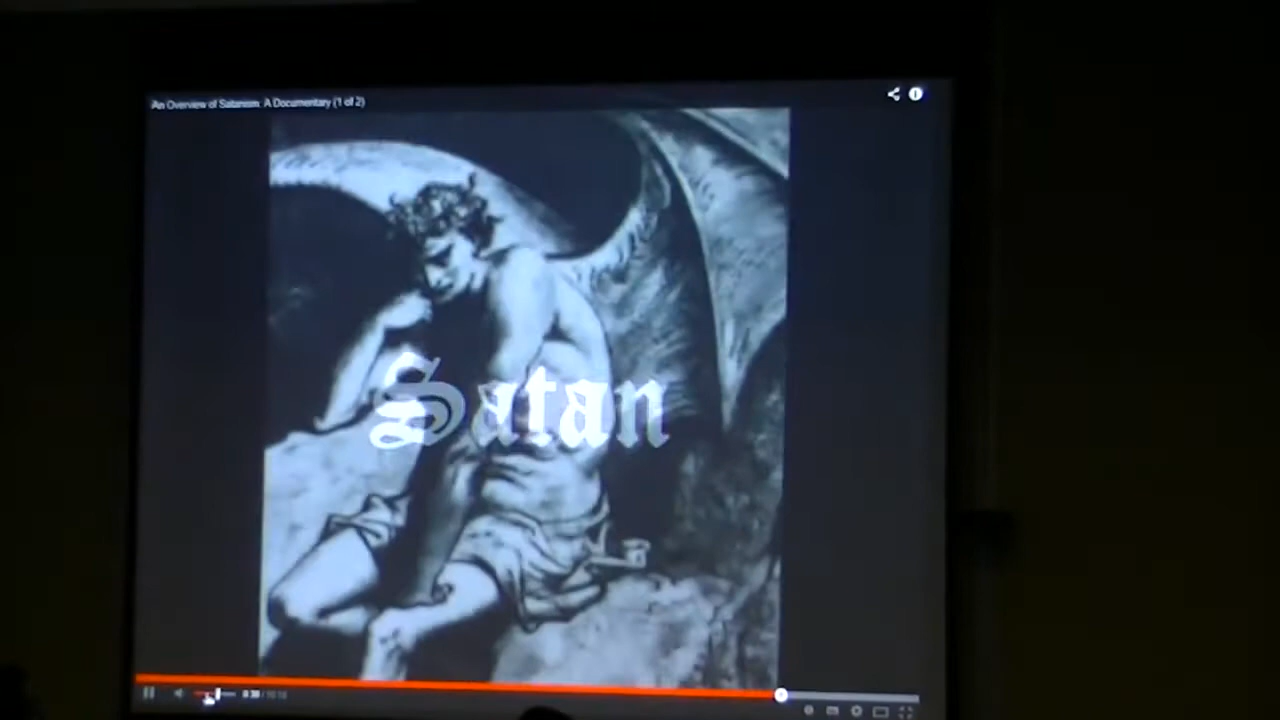 An Overview of Satanism: A Documentary (1 of 2)
Satan